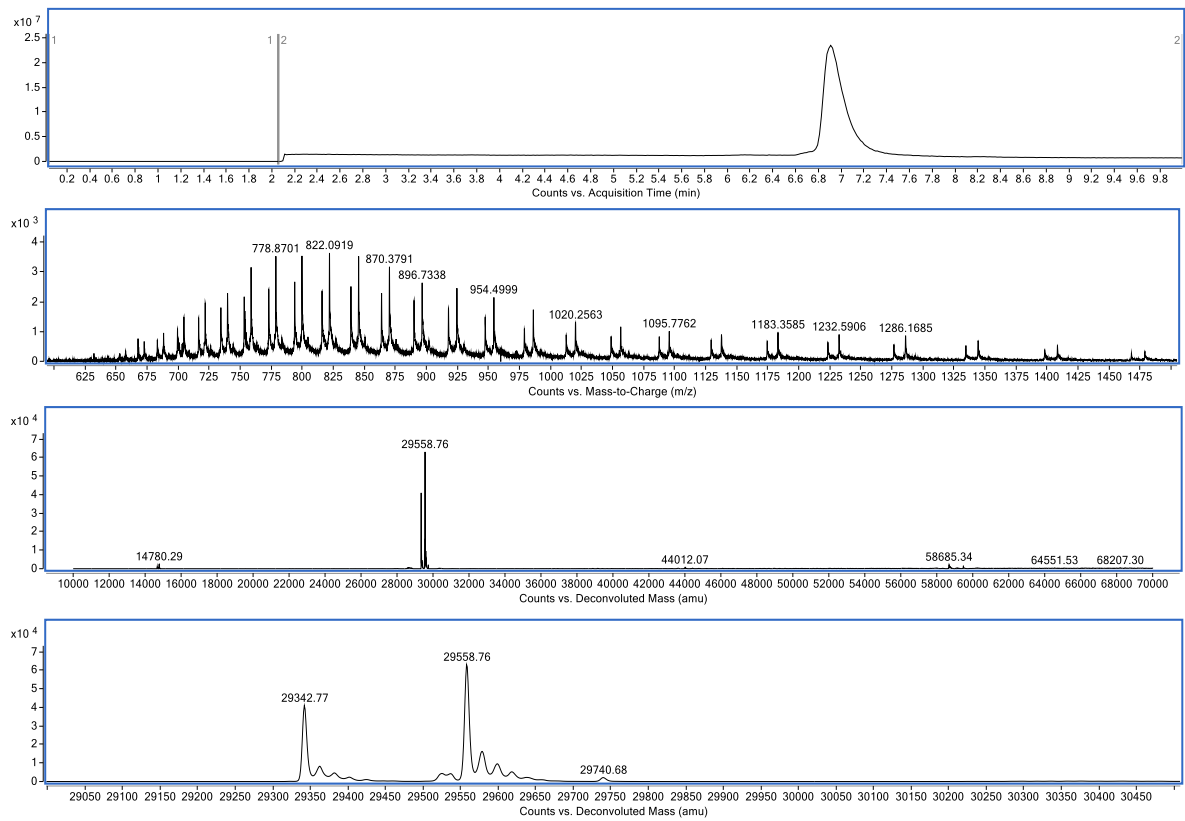 x10 7
2.5
2
1.5
1
0.5
0
1 1 2 2
0.2 0.4 0.6 0.8 1 1.2 1.4 1.6 1.8 2 2.2 2.4 2.6 2.8 3 3.2 3.4 3.6 3.8 4 4.2 4.4 4.6 4.8 5 5.2 5.4 5.6 5.8 6 6.2 6.4 6.6 6.8 7 7.2 7.4 7.6 7.8 8 8.2 8.4 8.6 8.8 9 9.2 9.4 9.6 9.8
Counts vs. Acquisition Time (min)
x10 3
4
3
2
1
0
778.8701 822.0919
870.3791
896.7338
954.4999
1020.2563
1095.7762
1183.3585 1232.5906 1286.1685
625 650 675 700 725 750 775 800 825 850 875 900 925 950 975 1000 1025 1050 1075 1100 1125 1150 1175 1200 1225 1250 1275 1300 1325 1350 1375 1400 1425 1450 1475
Counts vs. Mass-to-Charge (m/z)
x10 4
7
6
5
4
3
2
1
0
29558.76
14780.29
44012.07
58685.34
64551.53 68207.30
10000 12000 14000 16000 18000 20000 22000 24000 26000 28000 30000 32000 34000 36000 38000 40000 42000 44000 46000 48000 50000 52000 54000 56000 58000 60000 62000 64000 66000 68000 70000
Counts vs. Deconvoluted Mass (amu)
x10 4
7
6
5
4
3
2
1
0
29558.76
29342.77
29740.68
29050 29100 29150 29200 29250 29300 29350 29400 29450 29500 29550 29600 29650 29700 29750 29800 29850 29900 29950 30000 30050 30100 30150 30200 30250 30300 30350 30400 30450
Counts vs. Deconvoluted Mass (amu)